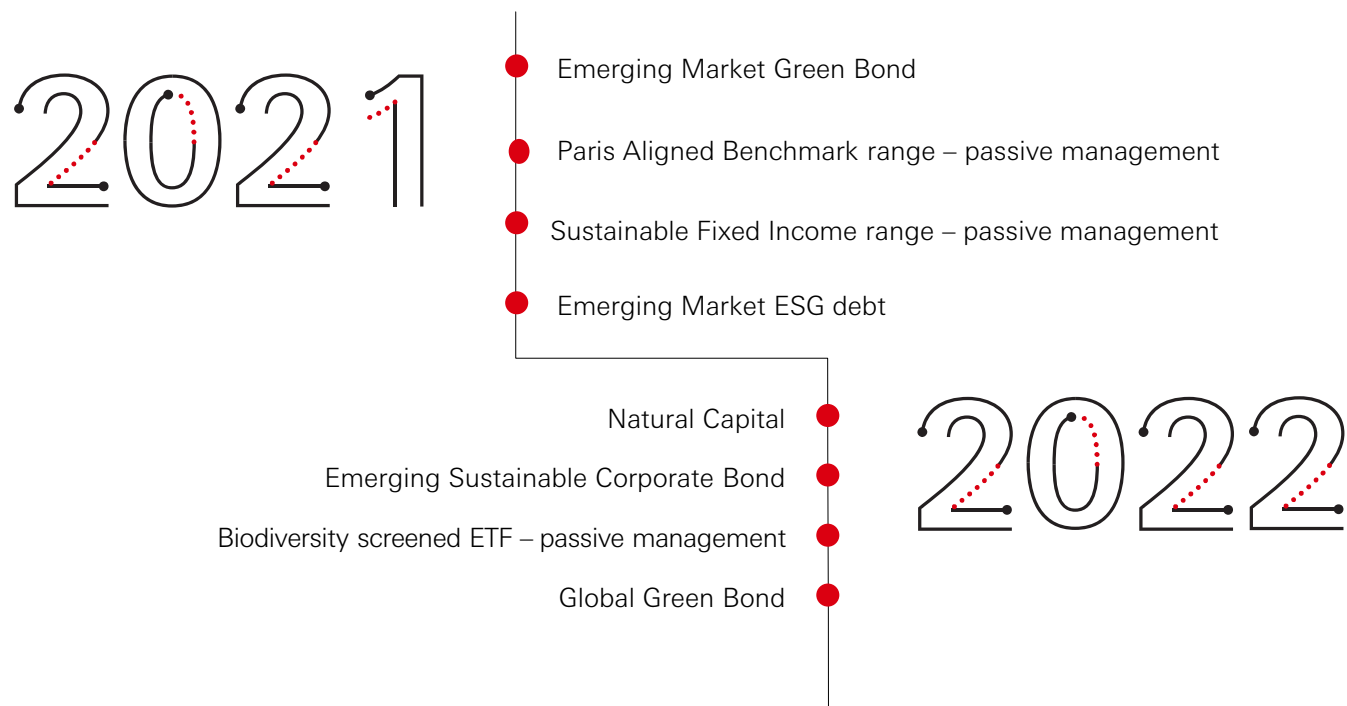 2021
Emerging Market Green Bond
Paris Aligned Benchmark range – passive management
Sustainable Fixed Income range – passive management
Emerging Market ESG debt
2022
Natural Capital
Emerging Sustainable Corporate Bond
Biodiversity screened ETF – passive management
Global Green Bond